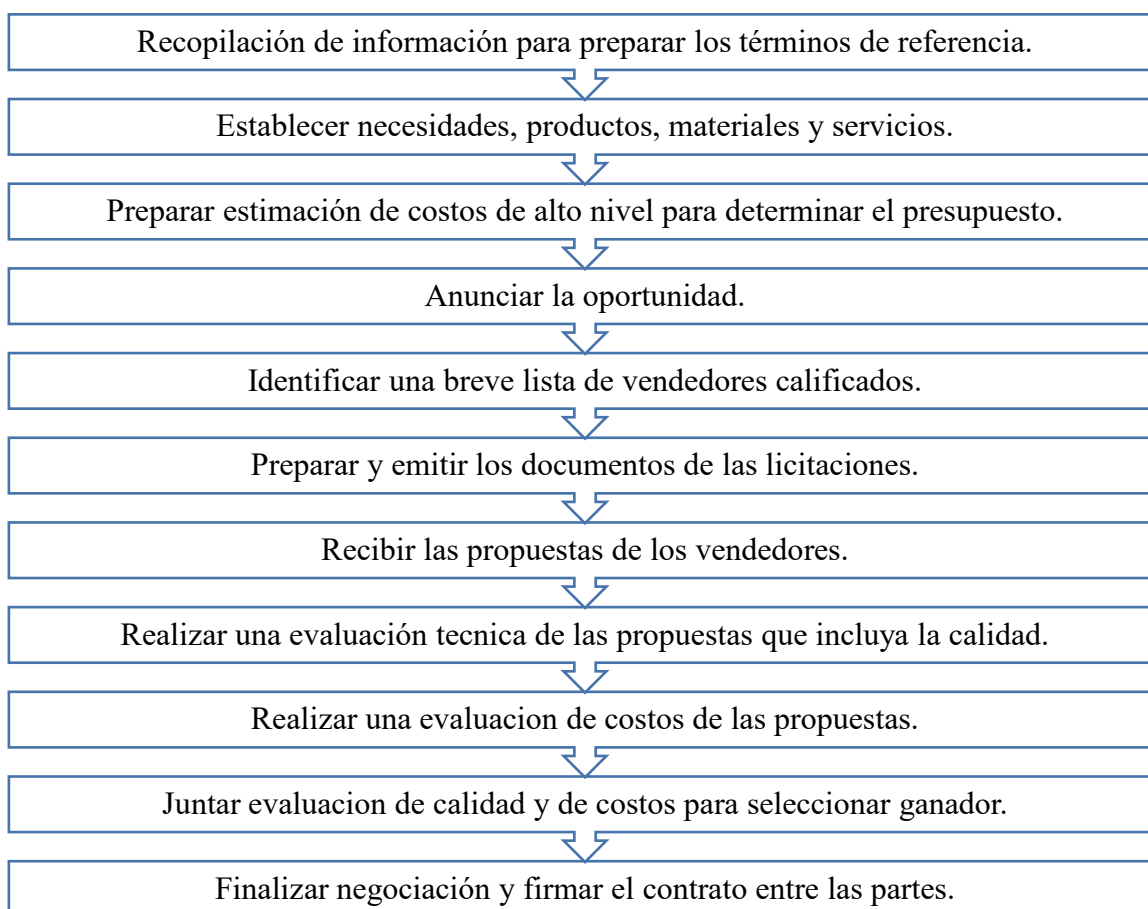 Recopilación de información para preparar los términos de referencia.
Establecer necesidades, productos, materiales y servicios.
Preparar estimación de costos de alto nivel para determinar el presupuesto.
Anunciar la oportunidad.
Identificar una breve lista de vendedores calificados.
Preparar y emitir los documentos de las licitaciones.
Recibir las propuestas de los vendedores.
Realizar una evaluación tecnica de las propuestas que incluya la calidad.
Realizar una evaluacion de costos de las propuestas.
Juntar evaluacion de calidad y de costos para seleccionar ganador.
Finalizar negociación y firmar el contrato entre las partes.